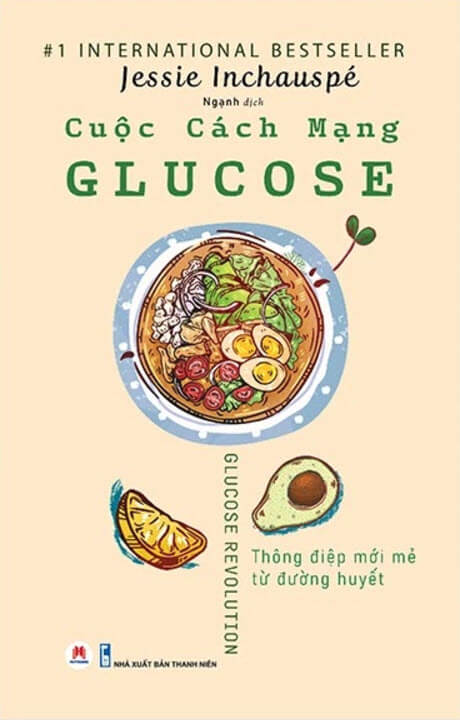 #1 INTERNATIONAL BESTSELLER
Jessie Inchauspé
Ngạnh dịch
Cuộc Cách Mạng
GLUCOSE
GLUCOSE REVOLUTION
Thông điệp mới mẻ
từ đường huyết
NHÀ XUẤT BẢN THANH NIÊN